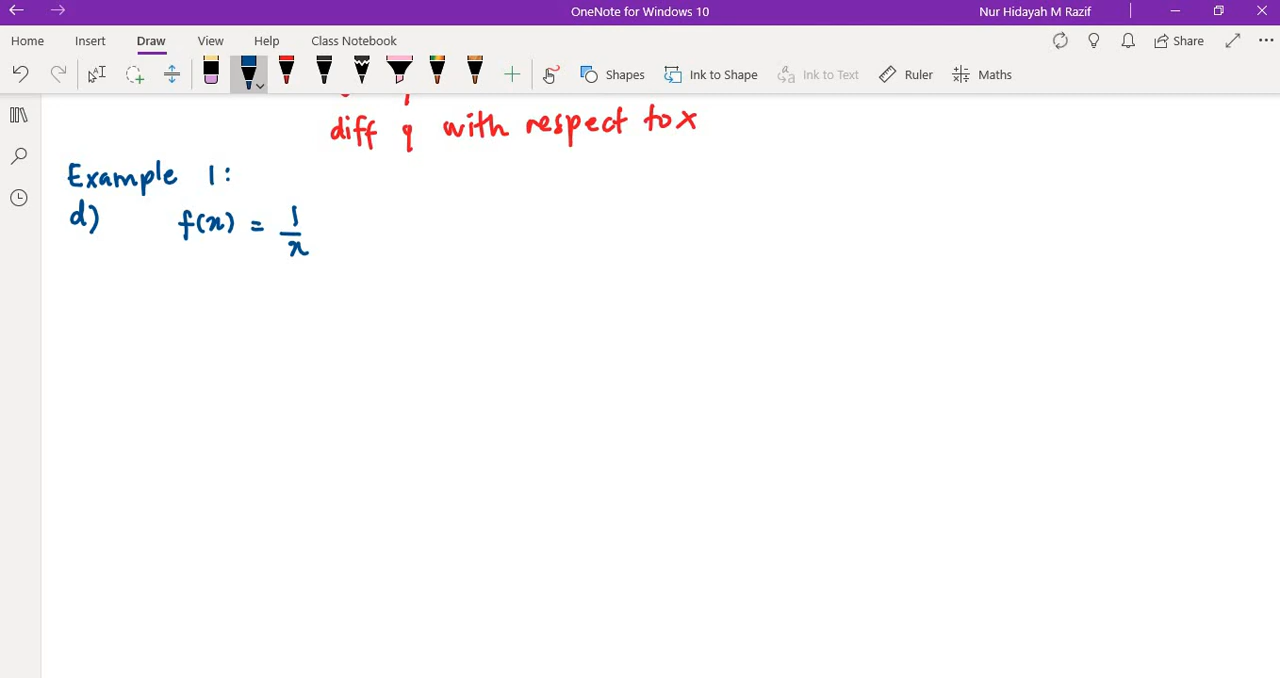 OneNote for Windows 10
Nur Hidayah M Razif
Home Insert Draw View Help Class Notebook Share
Shapes Ink to Shape Ink to Text Ruler Maths
diff y with respect to x
Example 1:
d) f(x) = 1/x